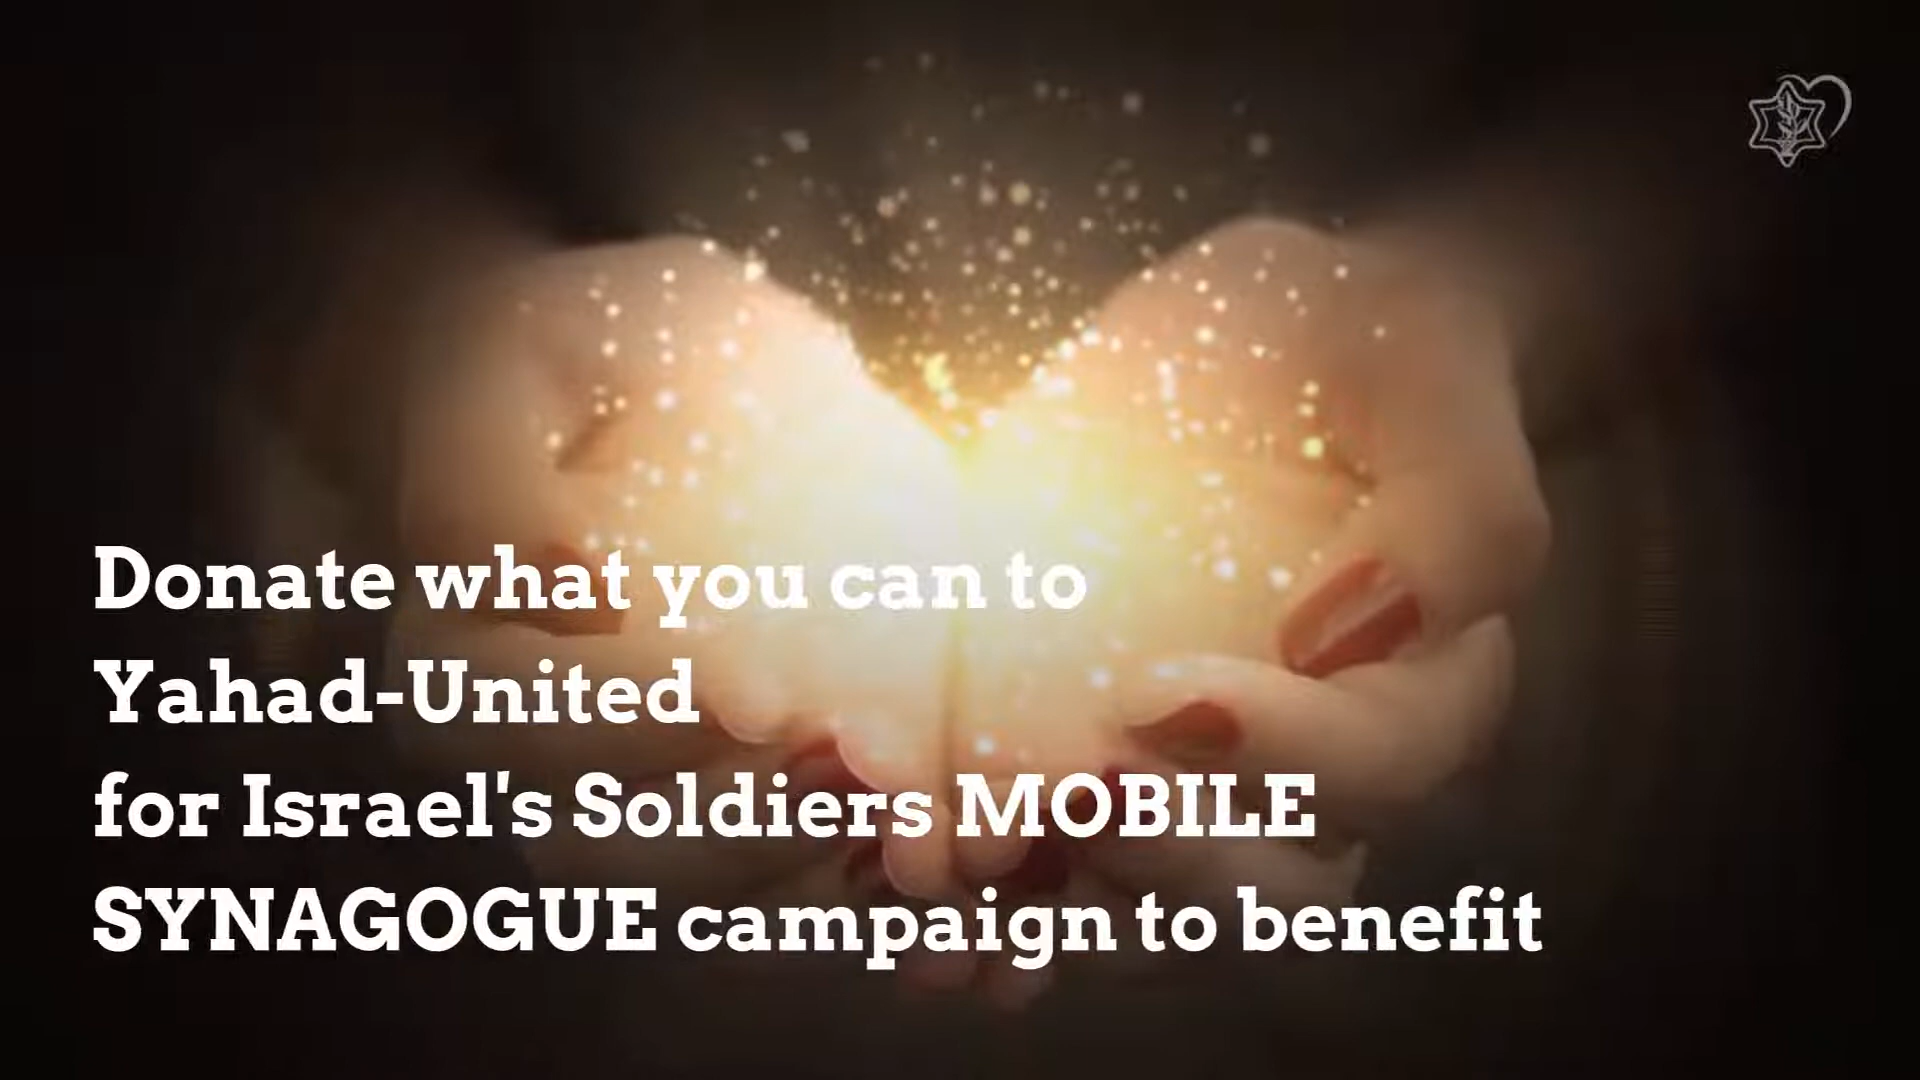 Donate what you can to
Yahad-United
for Israel's Soldiers MOBILE
SYNAGOGUE campaign to benefit